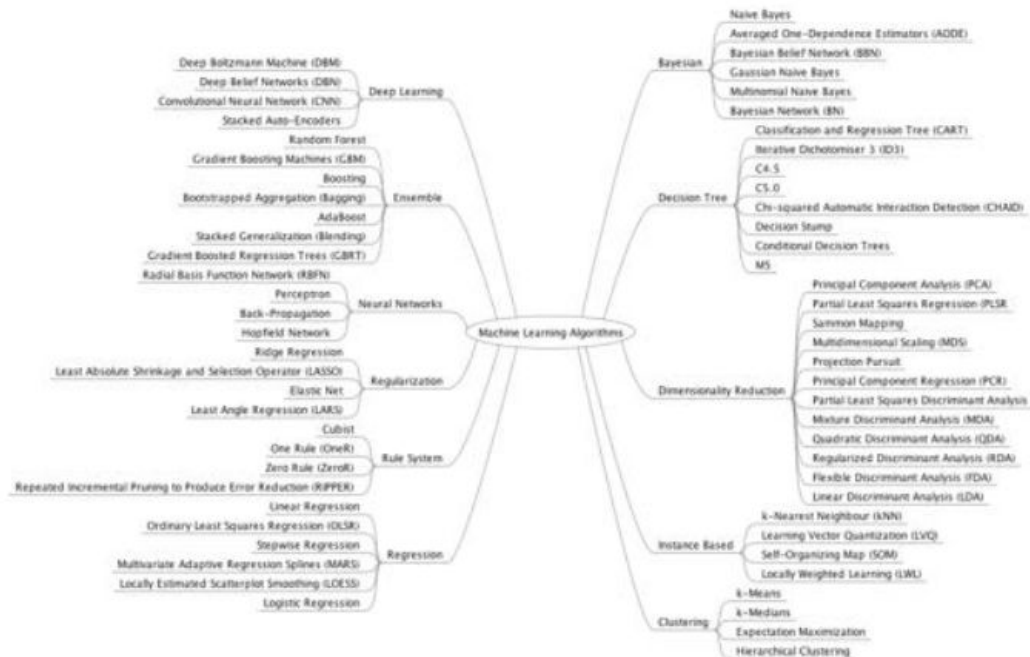 Deep Boltzmann Machine (DBM)
Deep Belief Networks (DBN)
Convolutional Neural Network (CNN)
Stacked Auto-Encoders
Deep Learning
Random Forest
Gradient Boosting Machines (GBM)
Boosting
Bootstrapped Aggregation (Bagging)
AdaBoost
Stacked Generalization (Blending)
Gradient Boosted Regression Trees (GBRT)
Ensemble
Radial Basis Function Network (RBFN)
Perceptron
Back-Propagation
Hopfield Network
Neural Networks
Ridge Regression
Least Absolute Shrinkage and Selection Operator (LASSO)
Elastic Net
Least Angle Regression (LARS)
Regularization
Cubist
One Rule (OneR)
Zero Rule (ZeroR)
Repeated Incremental Pruning to Produce Error Reduction (RIPPER)
Rule System
Linear Regression
Ordinary Least Squares Regression (OLSR)
Stepwise Regression
Multivariate Adaptive Regression Splines (MARS)
Locally Estimated Scatterplot Smoothing (LOESS)
Logistic Regression
Regression
Machine Learning Algorithms
Bayesian
Naive Bayes
Averaged One-Dependence Estimators (AODE)
Bayesian Belief Network (BBN)
Gaussian Naive Bayes
Multinomial Naive Bayes
Bayesian Network (BN)
Decision Tree
Classification and Regression Tree (CART)
Iterative Dichotomiser 3 (ID3)
C4.5
C5.0
Chi-squared Automatic Interaction Detection (CHAID)
Decision Stump
Conditional Decision Trees
M5
Dimensionality Reduction
Principal Component Analysis (PCA)
Partial Least Squares Regression (PLSR
Sammon Mapping
Multidimensional Scaling (MDS)
Projection Pursuit
Principal Component Regression (PCR)
Partial Least Squares Discriminant Analysis
Mixture Discriminant Analysis (MDA)
Quadratic Discriminant Analysis (QDA)
Regularized Discriminant Analysis (RDA)
Flexible Discriminant Analysis (FDA)
Linear Discriminant Analysis (LDA)
Instance Based
k-Nearest Neighbour (kNN)
Learning Vector Quantization (LVQ)
Self-Organizing Map (SOM)
Locally Weighted Learning (LWL)
Clustering
k-Means
k-Medians
Expectation Maximization
Hierarchical Clustering